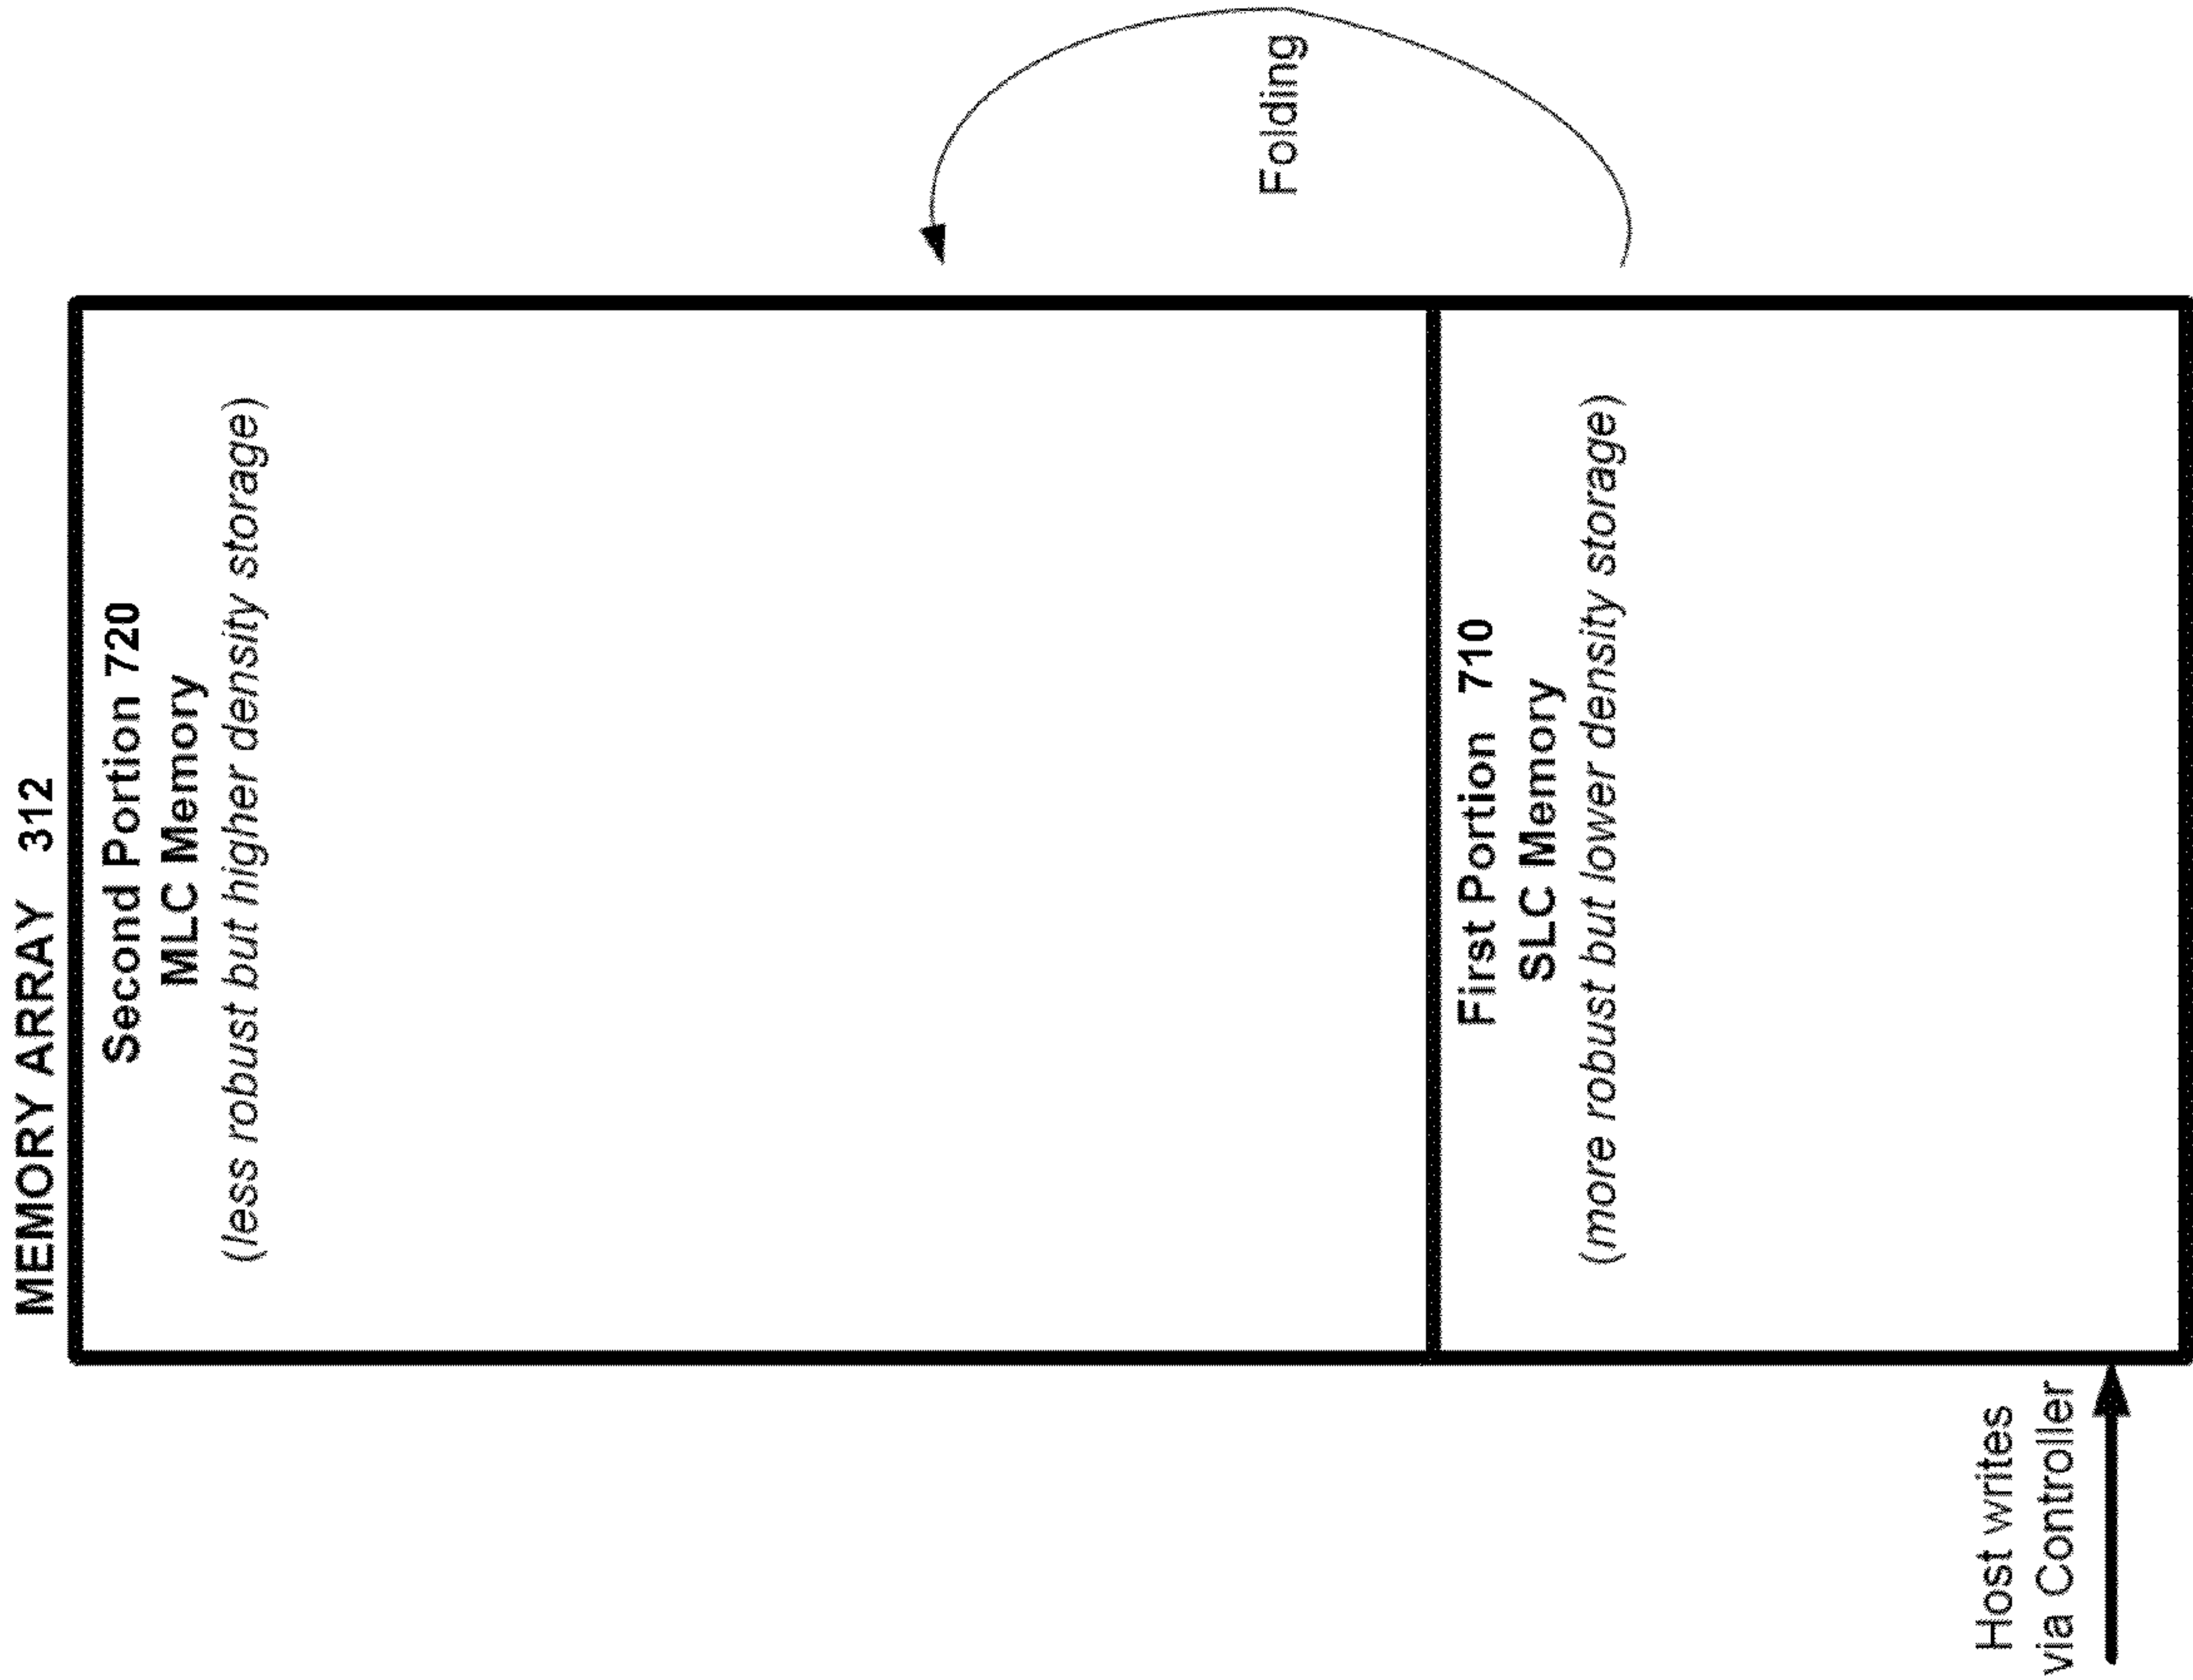 MEMORY ARRAY 312
Second Portion 720
MLC Memory
(less robust but higher density storage)
Folding
First Portion 710
SLC Memory
(more robust but lower density storage)
Host writes
via Controller